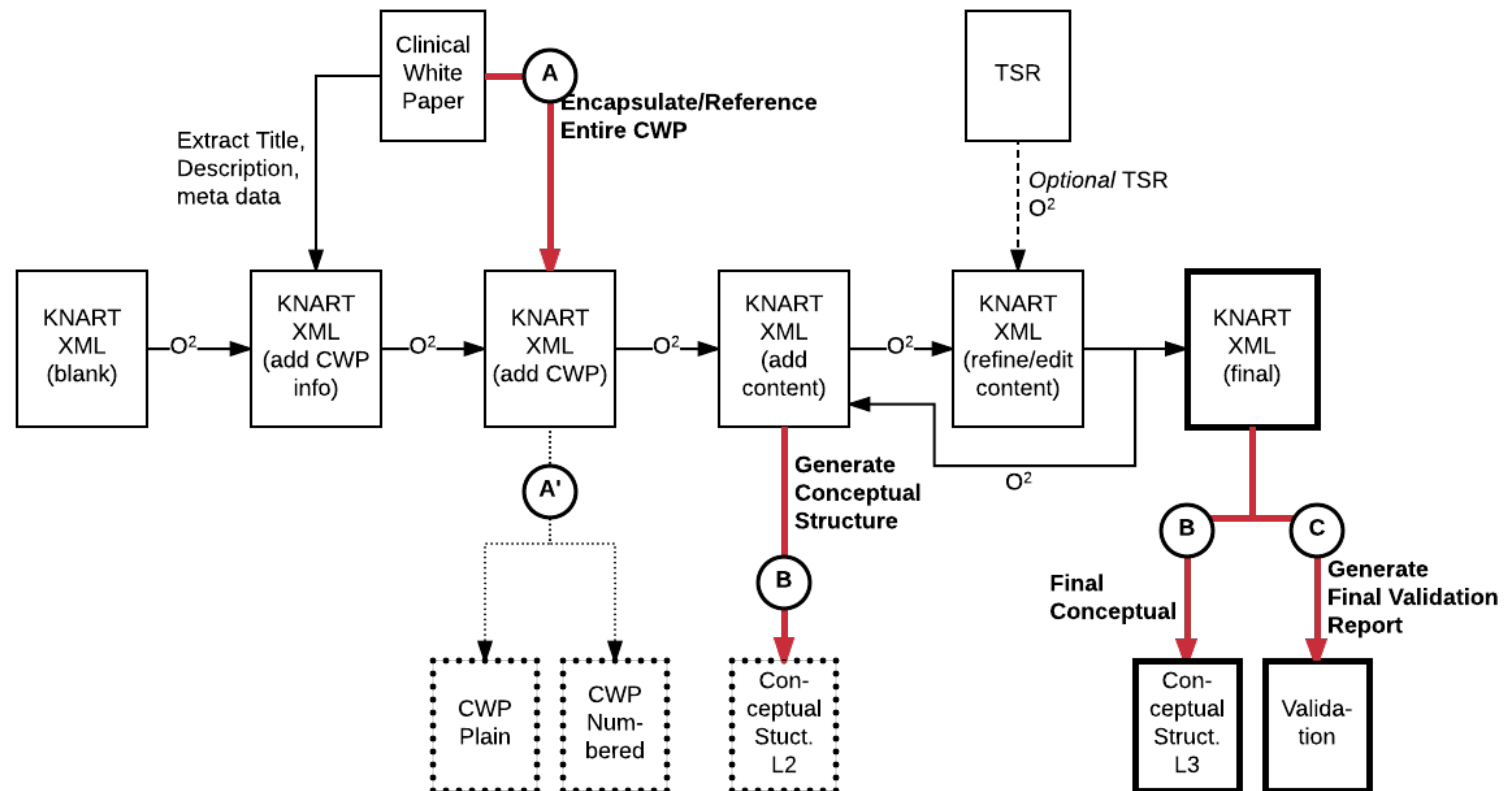 Clinical
White
Paper
A
Encapsulate/Reference
Entire CWP
TSR
Extract Title,
Description,
meta data
Optional TSR
O²
KNART
XML
(blank)
O²
KNART
XML
(add CWP
info)
O²
KNART
XML
(add CWP)
O²
KNART
XML
(add
content)
O²
KNART
XML
(refine/edit
content)
KNART
XML
(final)
O²
A'
Generate
Conceptual
Structure
B
B
C
Final
Conceptual
Generate
Final Validation
Report
CWP
Plain
CWP
Num-
bered
Con-
ceptual
Stuct.
L2
Con-
ceptual
Struct.
L3
Valida-
tion